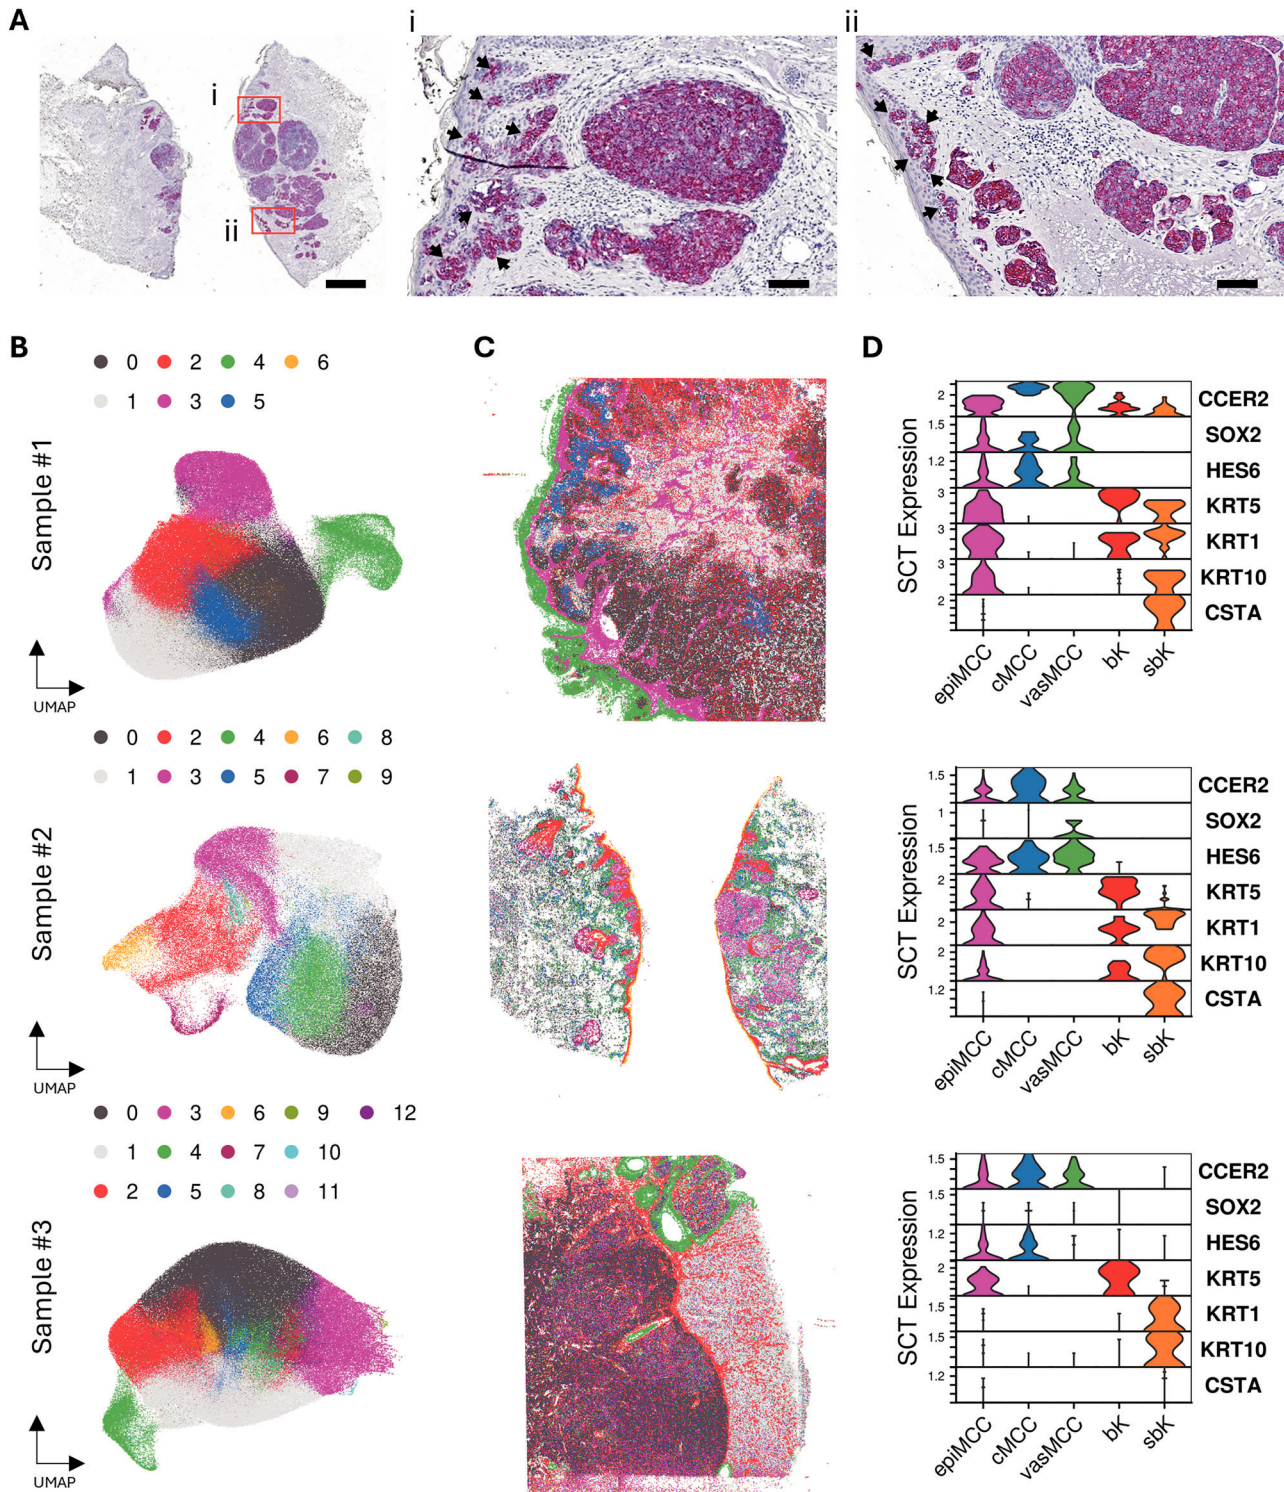 A
i
ii
i
ii
B
C
D
0 2 4 6
1 3 5
Sample #1
UMAP
SCT Expression
2
1.5
1.2
3
3
3
2
CCER2
SOX2
HES6
KRT5
KRT1
KRT10
CSTA
epiMCC
cMCC
vasMCC
bK
sbK
0 2 4 6 8
1 3 5 7 9
Sample #2
UMAP
SCT Expression
1.5
1
1.5
2
2
2
1.2
CCER2
SOX2
HES6
KRT5
KRT1
KRT10
CSTA
epiMCC
cMCC
vasMCC
bK
sbK
0 3 6 9 12
1 4 7 10
2 5 8 11
Sample #3
UMAP
SCT Expression
1.5
1.5
1.2
2
1.5
1.5
1.2
CCER2
SOX2
HES6
KRT5
KRT1
KRT10
CSTA
epiMCC
cMCC
vasMCC
bK
sbK